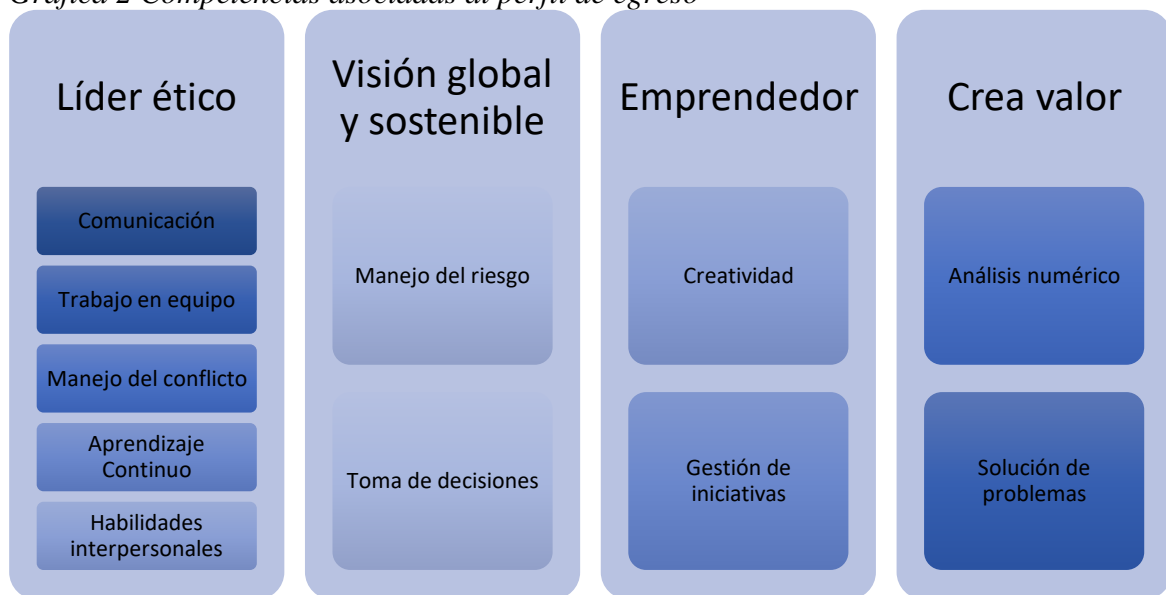 Gráfica 2 Competencias asociadas al perfil de egreso
Líder ético
Comunicación
Trabajo en equipo
Manejo del conflicto
Aprendizaje
Continuo
Habilidades
interpersonales
Visión global
y sostenible
Manejo del riesgo
Toma de decisiones
Emprendedor
Creatividad
Gestión de
iniciativas
Crea valor
Análisis numérico
Solución de
problemas